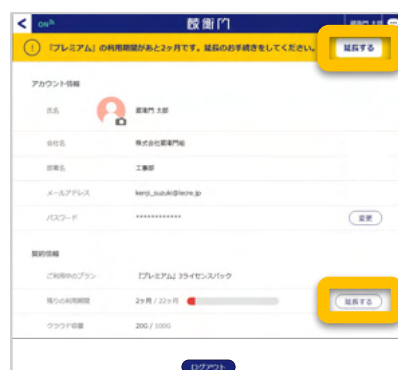 ON
蔵衛門
「プレミアム」の利用期間があと2ヶ月です。延長のお手続きをしてください。
延長する
アカウント情報
氏名 蔵衛門 太郎
会社名 株式会社蔵衛門組
部署名 工事部
メールアドレス kenji_suzuki@lecre.jp
パスワード ************ 変更
契約情報
ご利用中のプラン 「プレミアム」35ライセンスパック
残りの利用期間 2ヶ月 / 22ヶ月 延長する
クラウド容量 20G / 100G
ログアウト